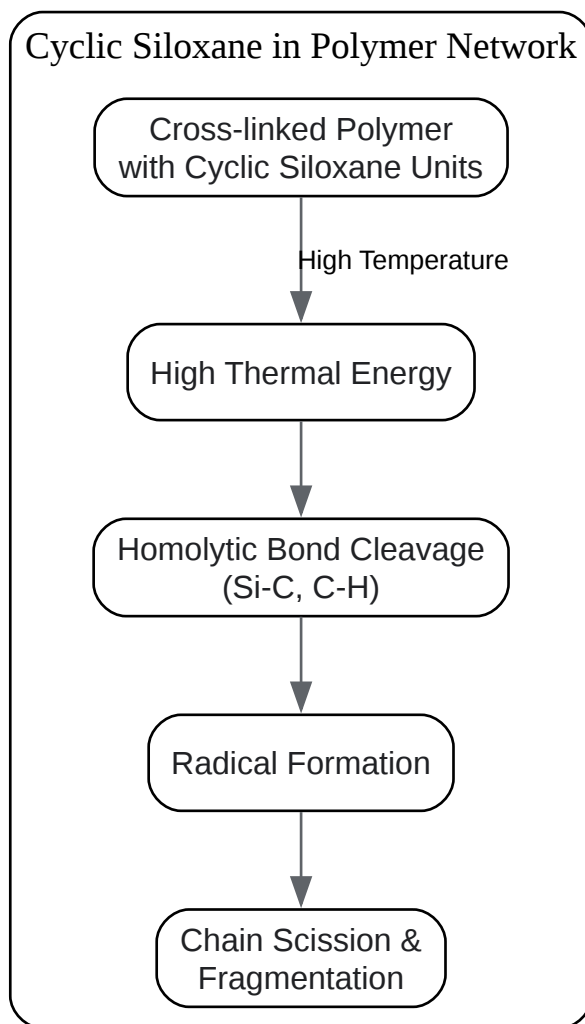 Cyclic Siloxane in Polymer Network
Cross-linked Polymer
with Cyclic Siloxane Units
High Temperature
High Thermal Energy
Homolytic Bond Cleavage
(Si-C, C-H)
Radical Formation
Chain Scission &
Fragmentation